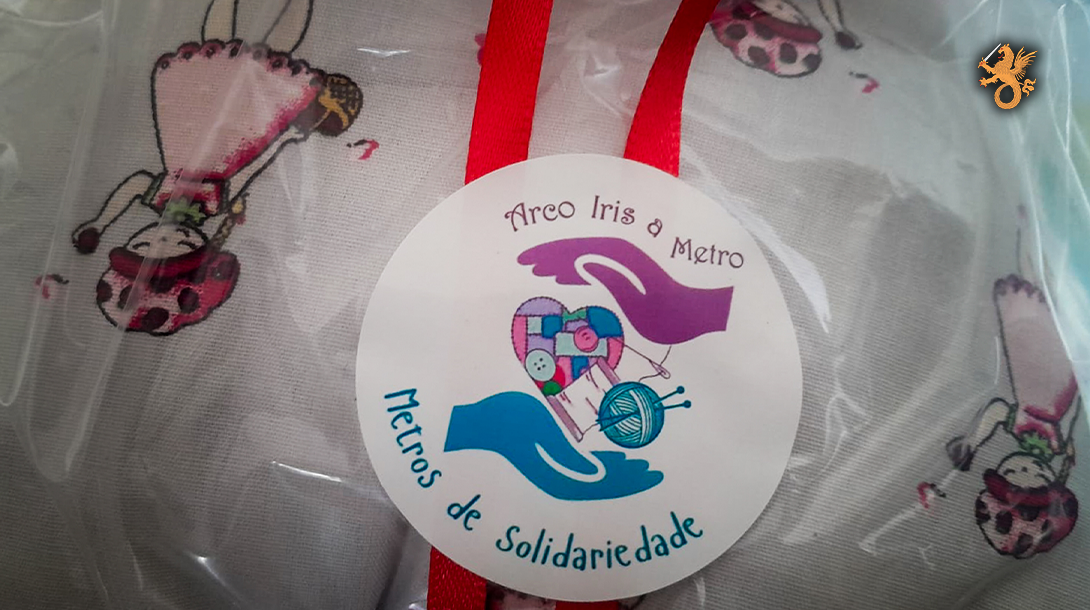 Arco Iris a Metro
Metros de Solidariedade